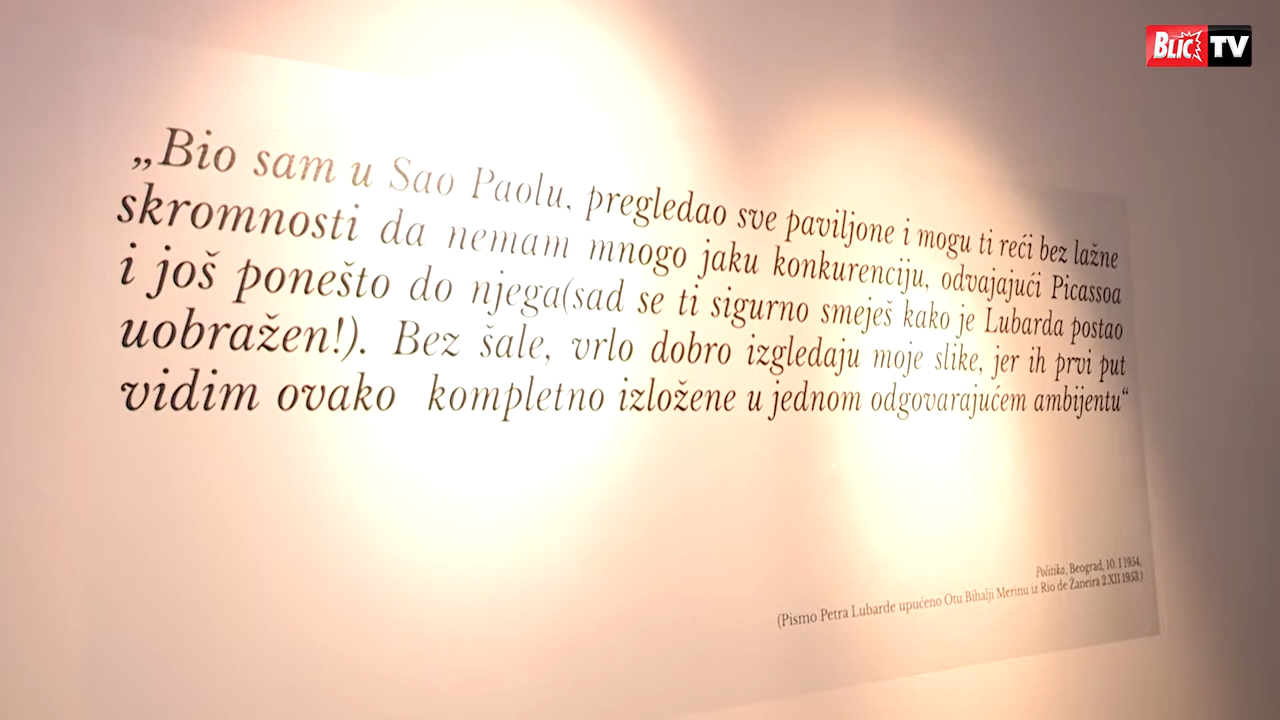 BLIC TV
„Bio sam u Sao Paolu, pregledao sve paviljone i mogu ti reći bez lažne
skromnosti da nemam mnogo jaku konkurenciju, odvajajući Picassoa
i još ponešto do njega(sad se ti sigurno smeješ kako je Lubarda postao
uobražen!). Bez šale, vrlo dobro izgledaju moje slike, jer ih prvi put
vidim ovako kompletno izložene u jednom odgovarajućem ambijentu“
Politika, Beograd, 10. I 1954,
(Pismo Petra Lubarde upućeno Otu Bihalji Merinu iz Rio de Žaneira 2.XII 1953.)